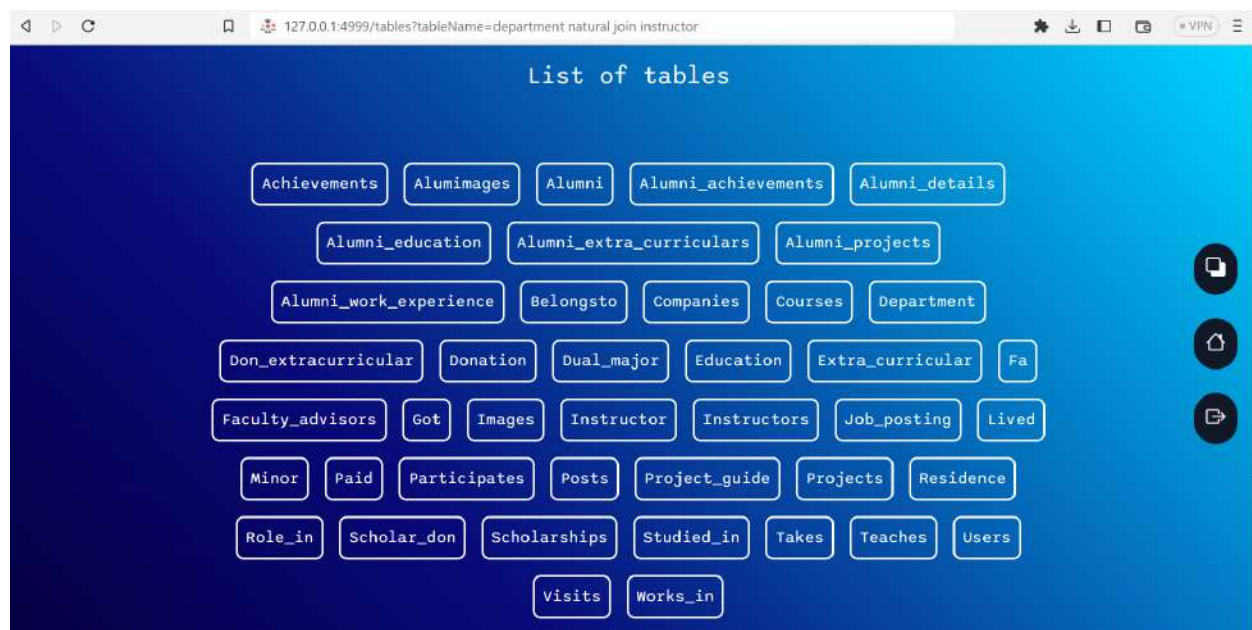 127.0.0.1:4999/tables?tableName=department natural join instructor
VPN
List of tables
Achievements Alumimages Alumni Alumni_achievements Alumni_details
Alumni_education Alumni_extra_curriculars Alumni_projects
Alumni_work_experience Belongsto Companies Courses Department
Don_extracurricular Donation Dual_major Education Extra_curricular Fa
Faculty_advisors Got Images Instructor Instructors Job_posting Lived
Minor Paid Participates Posts Project_guide Projects Residence
Role_in Scholar_don Scholarships Studied_in Takes Teaches Users
Visits Works_in